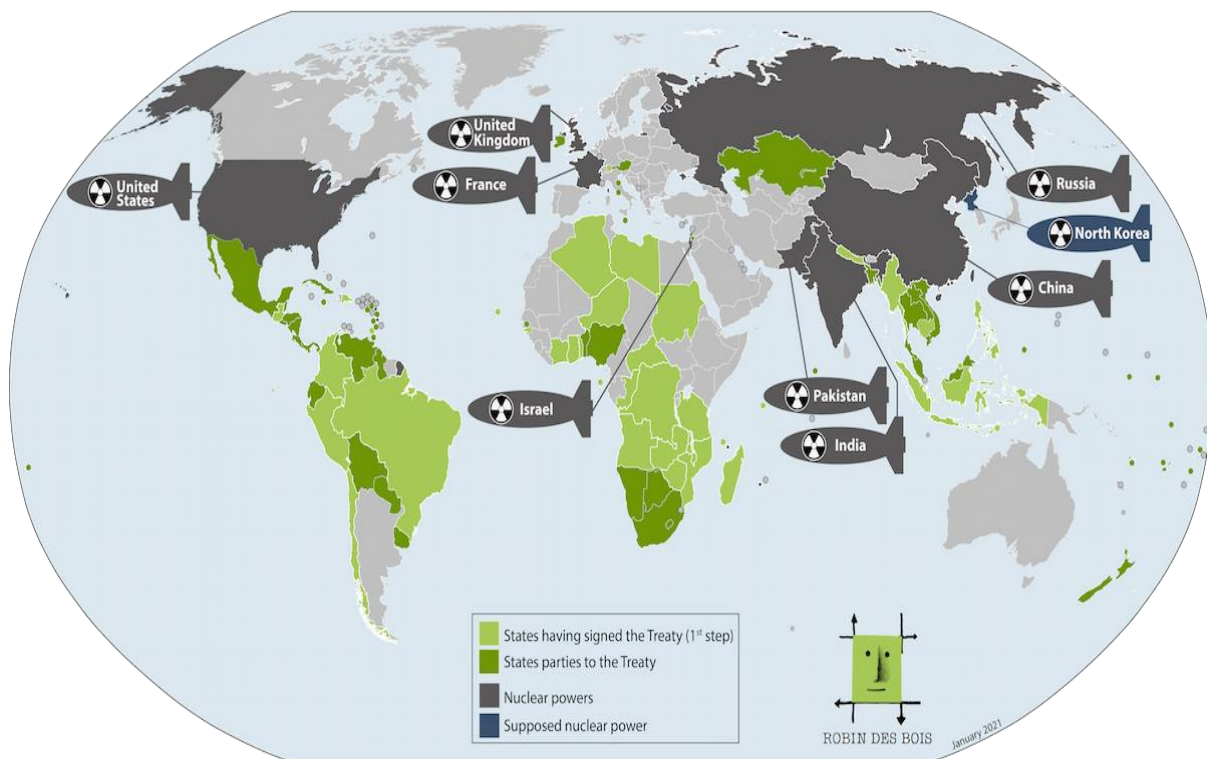 United
Kingdom
France
United
States
Russia
North Korea
China
Israel
Pakistan
India
States having signed the Treaty (1st step)
States parties to the Treaty
Nuclear powers
Supposed nuclear power
ROBIN DES BOIS
January 2021